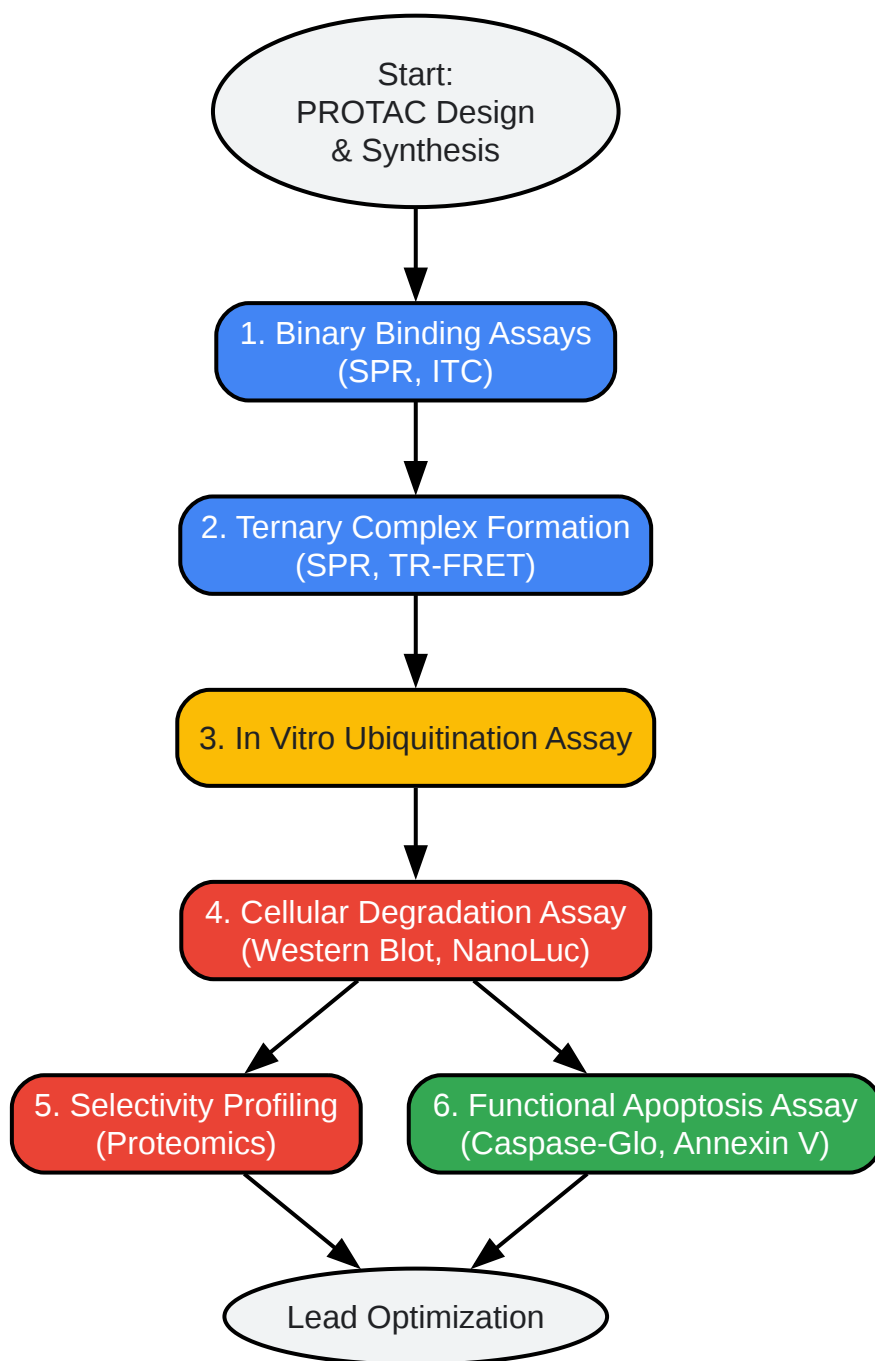 Start:
PROTAC Design
& Synthesis
1. Binary Binding Assays
(SPR, ITC)
2. Ternary Complex Formation
(SPR, TR-FRET)
3. In Vitro Ubiquitination Assay
4. Cellular Degradation Assay
(Western Blot, NanoLuc)
5. Selectivity Profiling
(Proteomics)
6. Functional Apoptosis Assay
(Caspase-Glo, Annexin V)
Lead Optimization